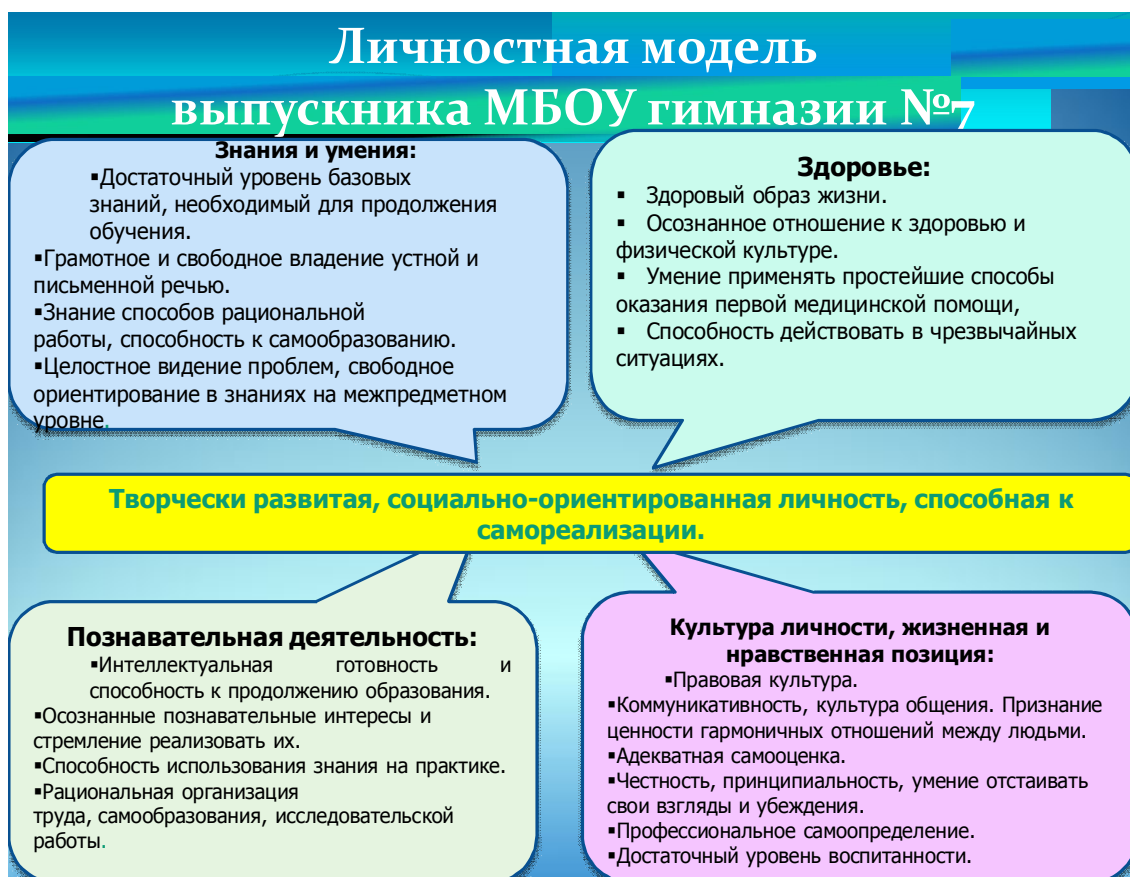 Личностная модель
выпускника МБОУ гимназии №7
Знания и умения:
▪Достаточный уровень базовых
знаний, необходимый для продолжения
обучения.
▪Грамотное и свободное владение устной и
письменной речью.
▪Знание способов рациональной
работы, способность к самообразованию.
▪Целостное видение проблем, свободное
ориентирование в знаниях на межпредметном
уровне.
Здоровье:
▪ Здоровый образ жизни.
▪ Осознанное отношение к здоровью и
физической культуре.
▪ Умение применять простейшие способы
оказания первой медицинской помощи,
▪ Способность действовать в чрезвычайных
ситуациях.
Творчески развитая, социально-ориентированная личность, способная к
самореализации.
Познавательная деятельность:
▪Интеллектуальная готовность и
способность к продолжению образования.
▪Осознанные познавательные интересы и
стремление реализовать их.
▪Способность использования знания на практике.
▪Рациональная организация
труда, самообразования, исследовательской
работы.
Культура личности, жизненная и
нравственная позиция:
▪Правовая культура.
▪Коммуникативность, культура общения. Признание
ценности гармоничных отношений между людьми.
▪Адекватная самооценка.
▪Честность, принципиальность, умение отстаивать
свои взгляды и убеждения.
▪Профессиональное самоопределение.
▪Достаточный уровень воспитанности.